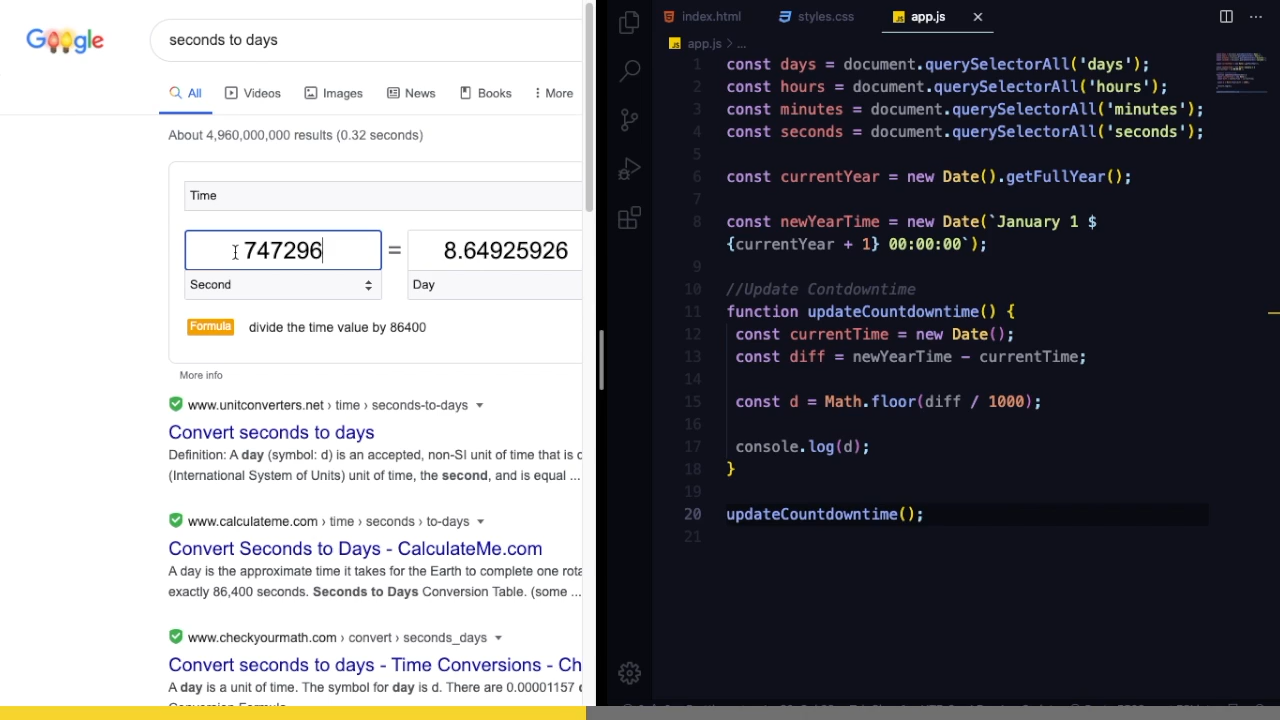 Google
seconds to days
All
Videos
Images
News
Books
More
About 4,960,000,000 results (0.32 seconds)
Time
747296 = 8.64925926
Second
Day
Formula divide the time value by 86400
More info
www.unitconverters.net › time › seconds-to-days
Convert seconds to days
Definition: A day (symbol: d) is an accepted, non-SI unit of time that is
(International System of Units) unit of time, the second, and is equal ...
www.calculateme.com › time › seconds › to-days
Convert Seconds to Days - CalculateMe.com
A day is the approximate time it takes for the Earth to complete one
exactly 86,400 seconds. Seconds to Days Conversion Table. (some ...
www.checkyourmath.com › convert › seconds_days
Convert seconds to days - Time Conversions -
A day is a unit of time. The symbol for day is d. There are 0.00001157
index.html
styles.css
app.js
app.js > ...
1 const days = document.querySelectorAll('days');
2 const hours = document.querySelectorAll('hours');
3 const minutes = document.querySelectorAll('minutes');
4 const seconds = document.querySelectorAll('seconds');
5
6 const currentYear = new Date().getFullYear();
7
8 const newYearTime = new Date(`January 1 $
{currentYear + 1} 00:00:00`);
9
10 //Update Contdowntime
11 function updateCountdowntime() {
12 const currentTime = new Date();
13 const diff = newYearTime - currentTime;
14
15 const d = Math.floor(diff / 1000);
16
17 console.log(d);
18 }
19
20 updateCountdowntime();
21